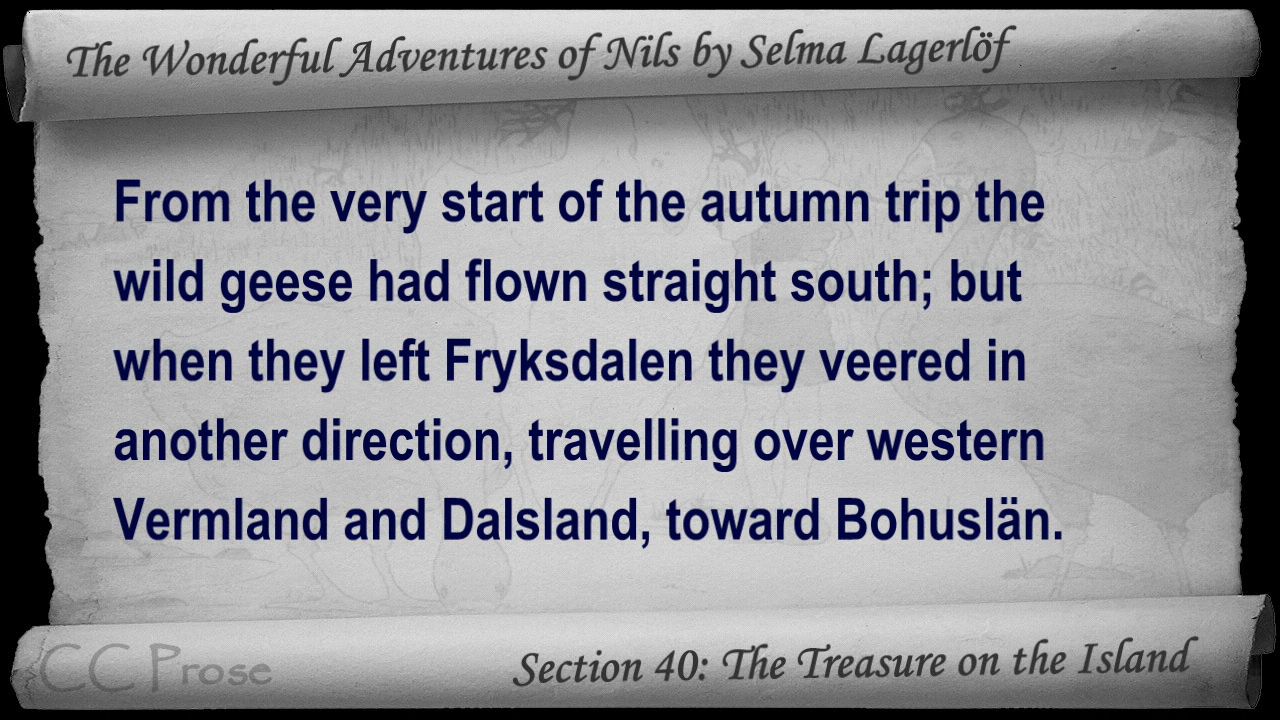 The Wonderful Adventures of Nils by Selma Lagerlöf
From the very start of the autumn trip the
wild geese had flown straight south; but
when they left Fryksdalen they veered in
another direction, travelling over western
Vermland and Dalsland, toward Bohuslän.
CC Prose
Section 40: The Treasure on the Island